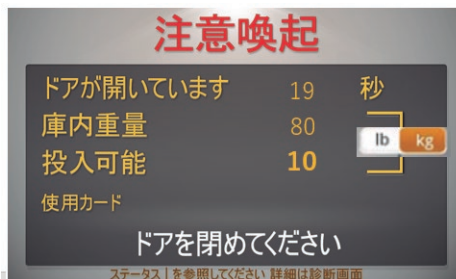 注意喚起
ドアが開いています 19 秒
庫内重量 80
lb kg
投入可能 10
使用カード
ドアを閉めてください
ステータス | を参照してください 詳細は診断画面